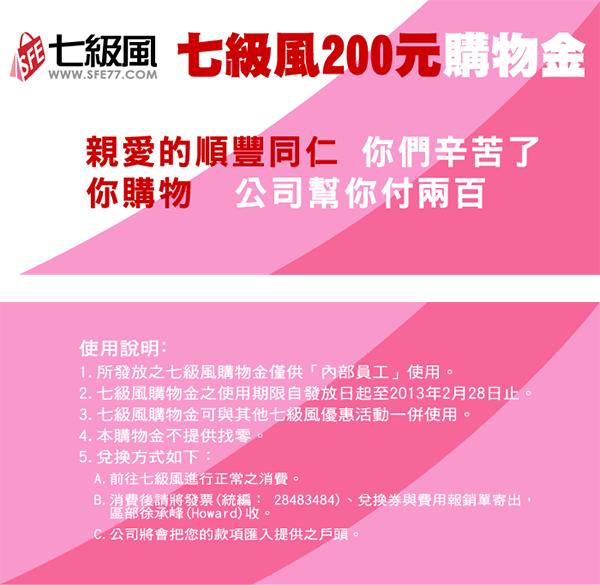 SFE 七級風
WWW.SFE77.COM
七級風200元購物金
親愛的順豐同仁 你們辛苦了
你購物 公司幫你付兩百
使用說明:
1. 所發放之七級風購物金僅供「內部員工」使用。
2. 七級風購物金之使用期限自發放日起至2013年2月28日止。
3. 七級風購物金可與其他七級風優惠活動一併使用。
4. 本購物金不提供找零。
5. 兌換方式如下：
A. 前往七級風進行正常之消費。
B. 消費後請將發票(統編： 28483484)、兌換券與費用報銷單寄出，
區部徐承峰(Howard)收。
C. 公司將會把您的款項匯入提供之戶頭。